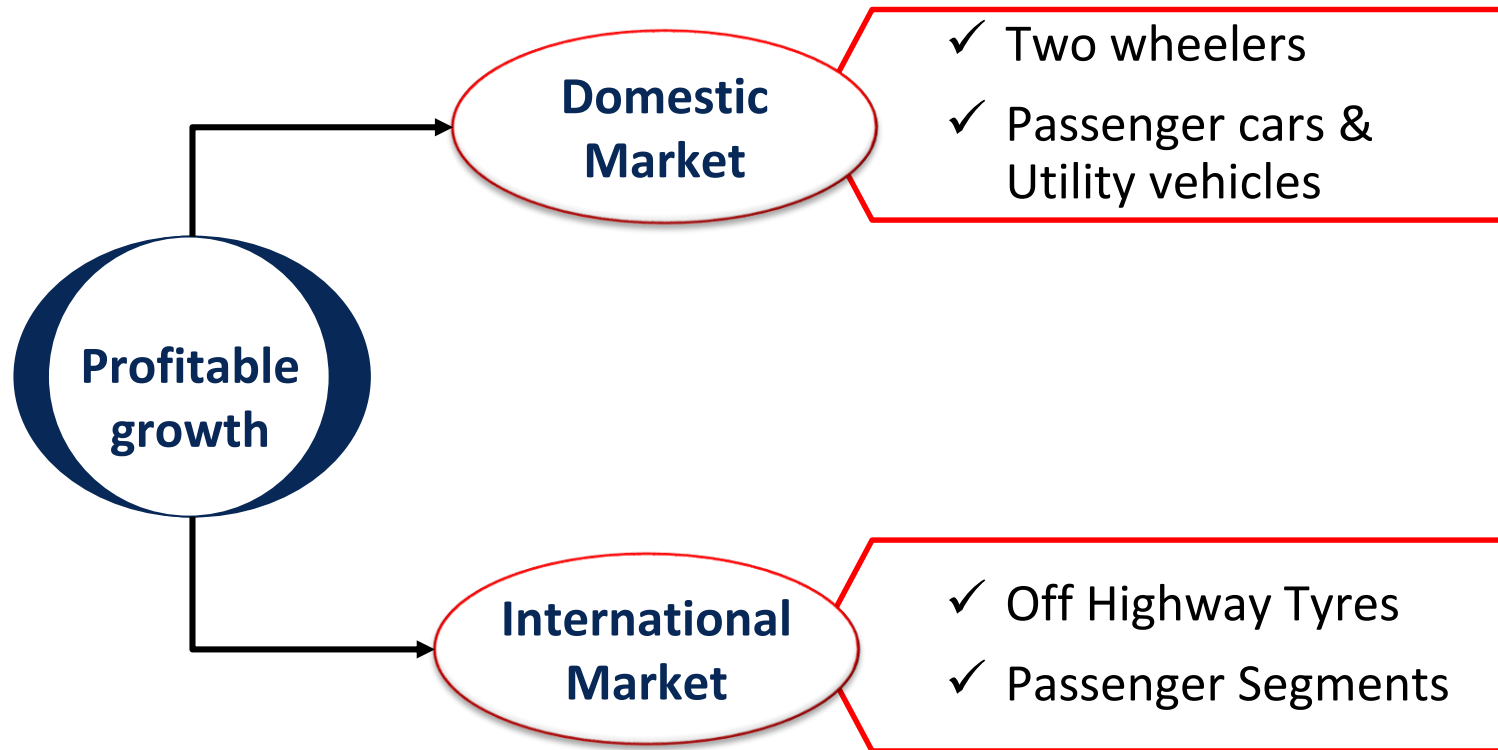 Profitable
growth
Domestic
Market
✓ Two wheelers
✓ Passenger cars &
Utility vehicles
International
Market
✓ Off Highway Tyres
✓ Passenger Segments